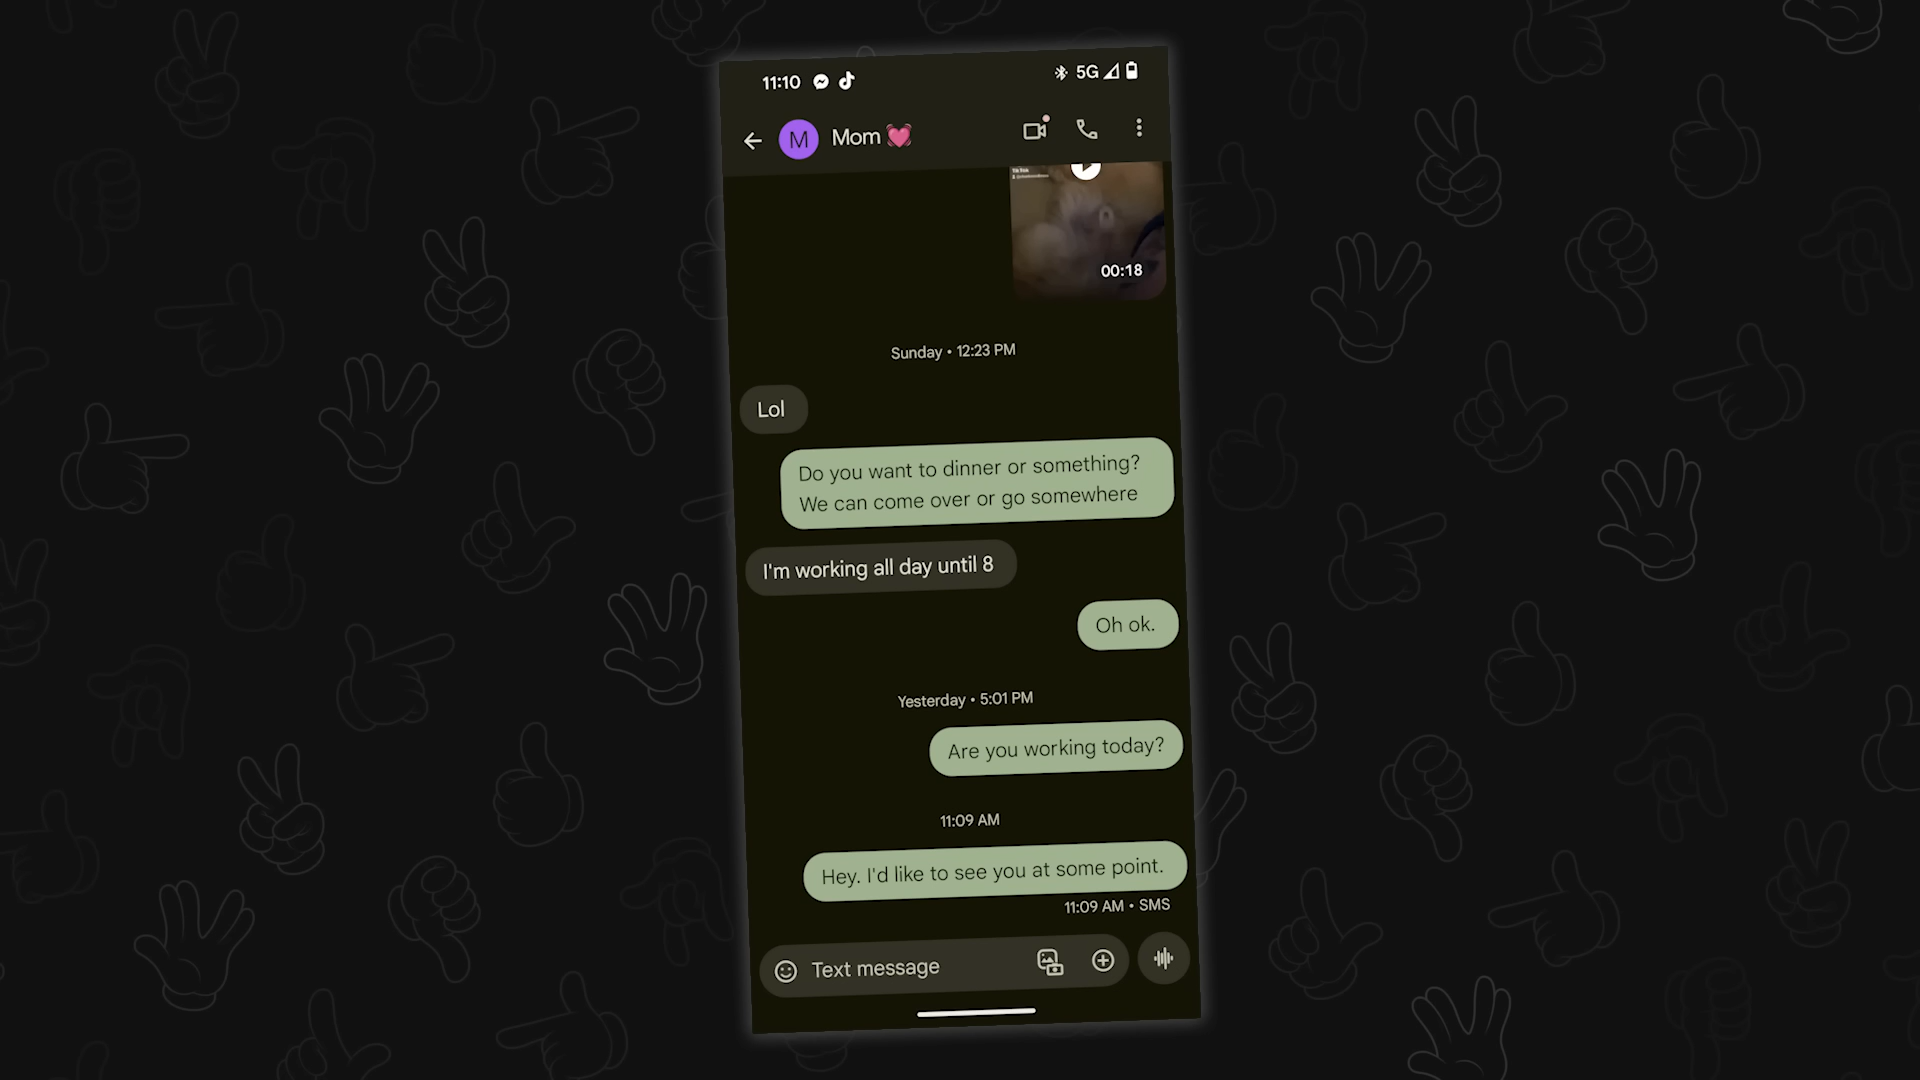 11:10
5G
M
Mom
TikTok
00:18
Sunday • 12:23 PM
Lol
Do you want to dinner or something?
We can come over or go somewhere
I'm working all day until 8
Oh ok.
Yesterday • 5:01 PM
Are you working today?
11:09 AM
Hey. I'd like to see you at some point.
11:09 AM • SMS
Text message